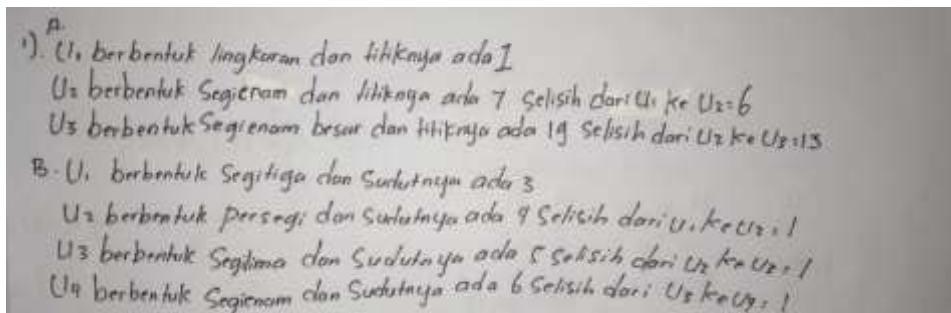 A.
1). U1 berbentuk lingkaran dan titiknya ada 1
U2 berbentuk Segienam dan titiknya ada 7 Selisih dari U1 ke U2=6
U3 berbentuk Segienam besar dan titiknya ada 19 Selisih dari U2 ke U3=13
B. U1 berbentuk Segitiga dan Sudutnya ada 3
U2 berbentuk persegi dan Sudutnya ada 4 Selisih dari U1 ke U2=1
U3 berbentuk Segilima dan Sudutnya ada 5 Selisih dari U2 ke U3=1
U4 berbentuk Segienam dan Sudutnya ada 6 Selisih dari U3 ke U4=1